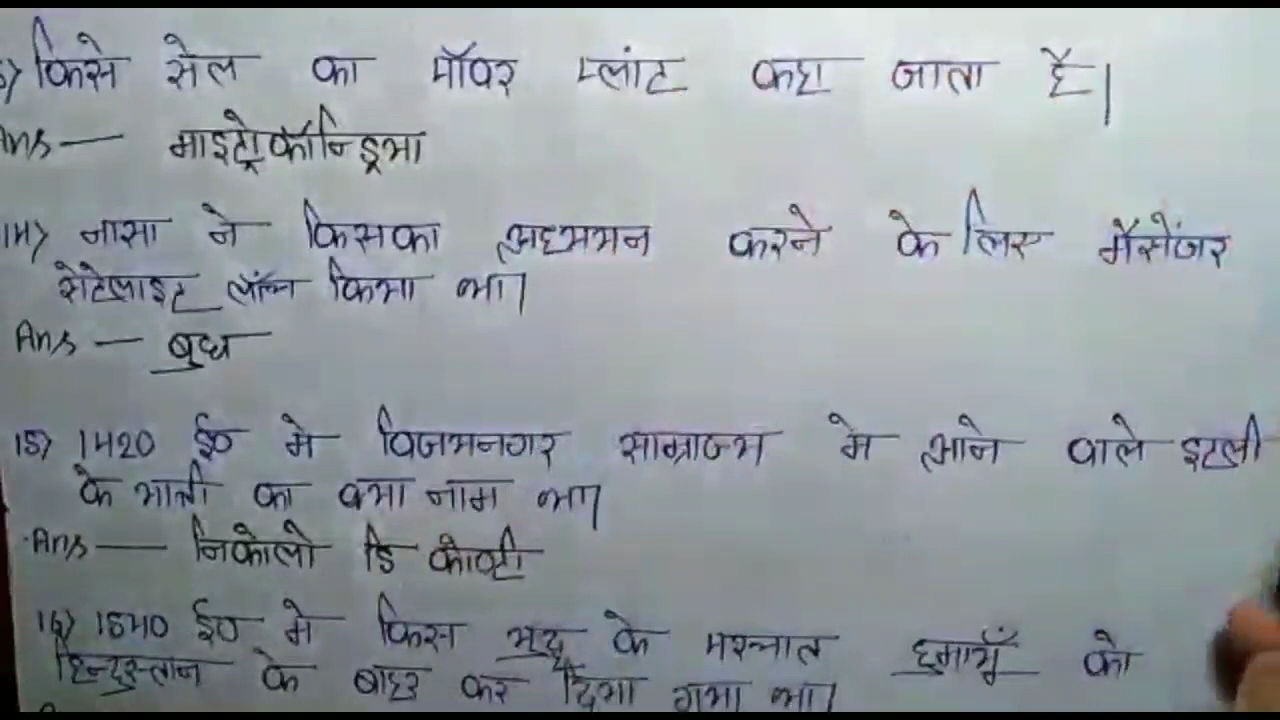 किसे सेल का पॉवर प्लांट कहा जाता है।
Ans — माइट्रोकॉन्ड्रिया
14) नासा ने किसका अध्ययन करने के लिए मैसेंजर
सेटेलाइट लॉन्च किया था।
Ans — बुध
15) 1420 ई० मे विजयनगर साम्राज्य मे आने वाले इटली
के यात्री का क्या नाम था।
Ans — निकोलो डि कोण्टी
16) 1540 ई० मे किस युद्ध के पश्चात हुमायूँ को
हिन्दुस्तान के बाहर कर दिया गया था।